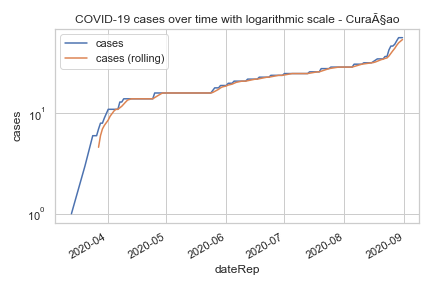 COVID-19 cases over time with logarithmic scale - CuraÃ§ao
cases
cases (rolling)
10¹
10⁰
cases
2020-04
2020-05
2020-06
2020-07
2020-08
2020-09
dateRep